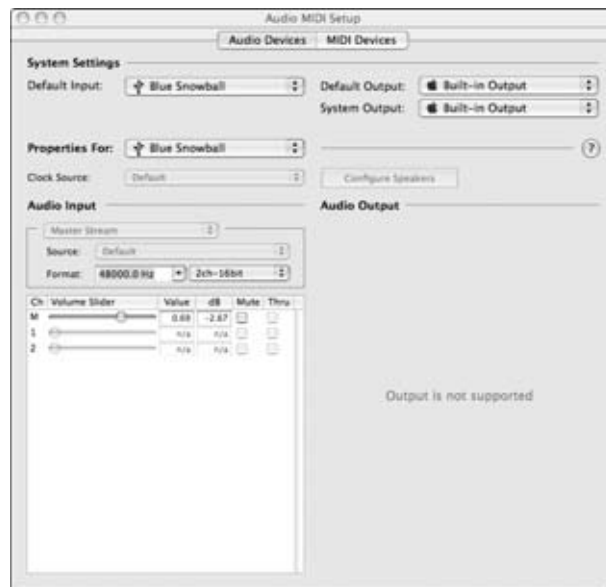 Audio MIDI Setup
Audio Devices MIDI Devices
System Settings
Default Input: Blue Snowball
Default Output: Built-in Output
System Output: Built-in Output
Properties For: Blue Snowball
?
Clock Source: Default
Configure Speakers
Audio Input
Audio Output
Master Stream
Source: Default
Format: 48000.0 Hz 2ch-16bit
Ch Volume Slider Value dB Mute Thru
M 0.69 -2.67
1 n/a n/a
2 n/a n/a
Output is not supported